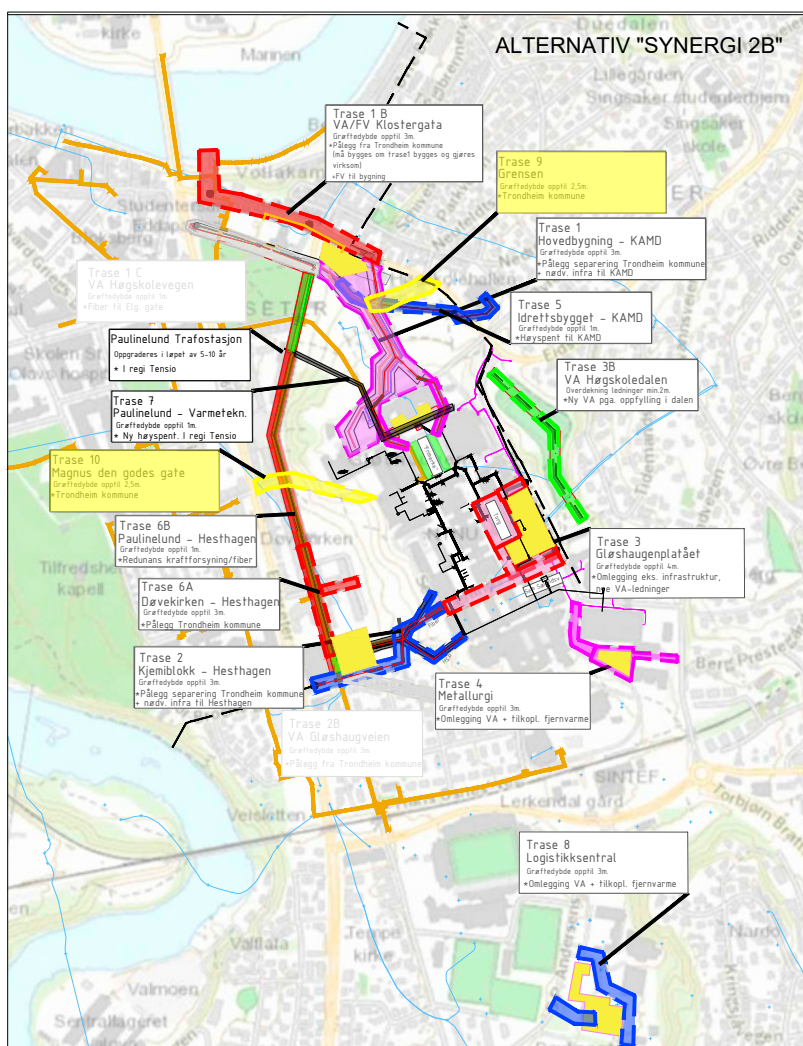 ALTERNATIV "SYNERGI 2B"
kirke
Marinen
Duedalen
Lillegården
Singsaker studenterhjem
Singsaker
skole
Trase 1 B
VA/FV Klostergata
Grøftedybde opptil 3m.
*Pålegg fra Trondheim kommune
(må bygges om trase1 bygges og gjøres
virksom)
+FV til bygning
Trase 9
Grensen
Grøftedybde opptil 2,5m.
*Trondheim kommune
Trase 1
Hovedbygning - KAMD
Grøftedybde opptil 3m.
*Pålegg separering Trondheim kommune
+ nødv. infra til KAMD
Trase 1 C
VA Høgskolevegen
Grøftedybde opptil 1m
*Fiber til Elg. gate
Trase 5
Idrettsbygget - KAMD
Grøftedybde opptil 1m.
*Høyspent til KAMD
Paulinelund Trafostasjon
Oppgraderes i løpet av 5-10 år
* I regi Tensio
Trase 3B
VA Høgskoledalen
Overdekning ledninger min.2m.
*Ny VA pga. oppfylling i dalen
Trase 7
Paulinelund - Varmetekn.
Grøftedybde opptil 1m.
* Ny høyspent. I regi Tensio
Trase 10
Magnus den godes gate
Grøftedybde opptil 2,5m.
*Trondheim kommune
Trase 6B
Paulinelund - Hesthagen
Grøftedybde opptil 1m.
*Redunans kraftforsyning/fiber
Trase 3
Gløshaugenplatået
Grøftedybde opptil 4m.
*Omlegging eks. infrastruktur,
nye VA-ledninger
Tilfredshet
kapell
Trase 6A
Døvekirken - Hesthagen
Grøftedybde opptil 3m.
*Pålegg Trondheim kommune
Trase 2
Kjemiblokk - Hesthagen
Grøftedybde opptil 3m.
*Pålegg separering Trondheim kommune
+ nødv. infra til Hesthagen
Trase 4
Metallurgi
Grøftedybde opptil 3m.
*Omlegging VA + tilkopl. fjernvarme
Trase 2B
VA Gløshaugveien
Grøftedybde opptil 3m.
*Pålegg fra Trondheim kommune
SINTEF
Lerkendal gård
Veisletten
Trase 8
Logistikksentral
Grøftedybde opptil 3m.
*Omlegging VA + tilkopl. fjernvarme
Valflata
Tempe
kirke
Nardo
Valmoen
Sentrallageret